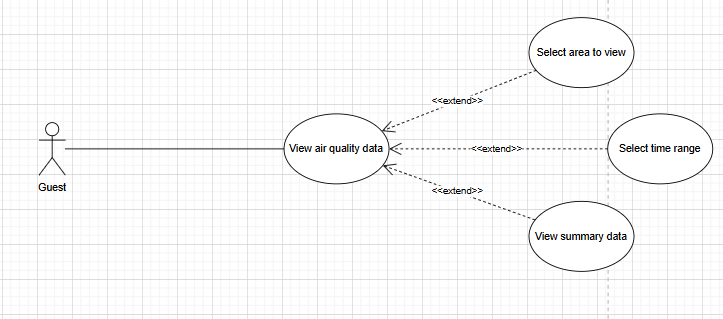 Select area to view
<<extend>>
View air quality data
<<extend>>
Select time range
Guest
<<extend>>
View summary data